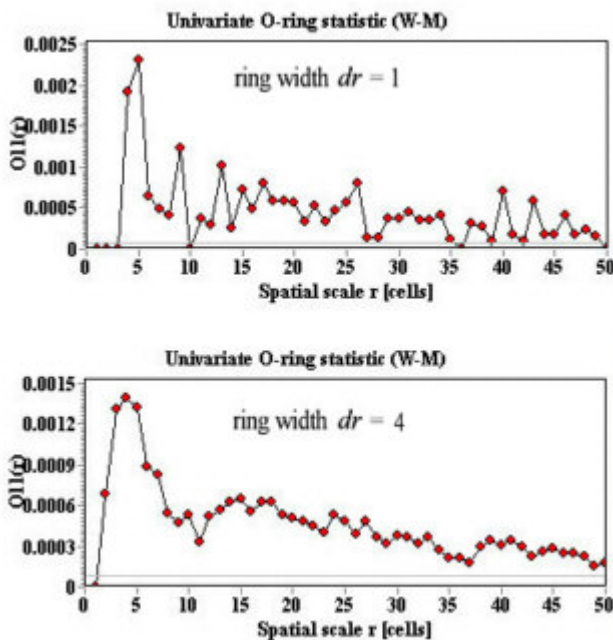 Univariate O-ring statistic (W-M)
0.0025
0.002
0.0015
0.001
0.0005
0
O11(r)
ring width dr = 1
0 5 10 15 20 25 30 35 40 45 50
Spatial scale r [cells]
Univariate O-ring statistic (W-M)
0.0015
0.0012
0.0009
0.0006
0.0003
0
O11(r)
ring width dr = 4
0 5 10 15 20 25 30 35 40 45 50
Spatial scale r [cells]